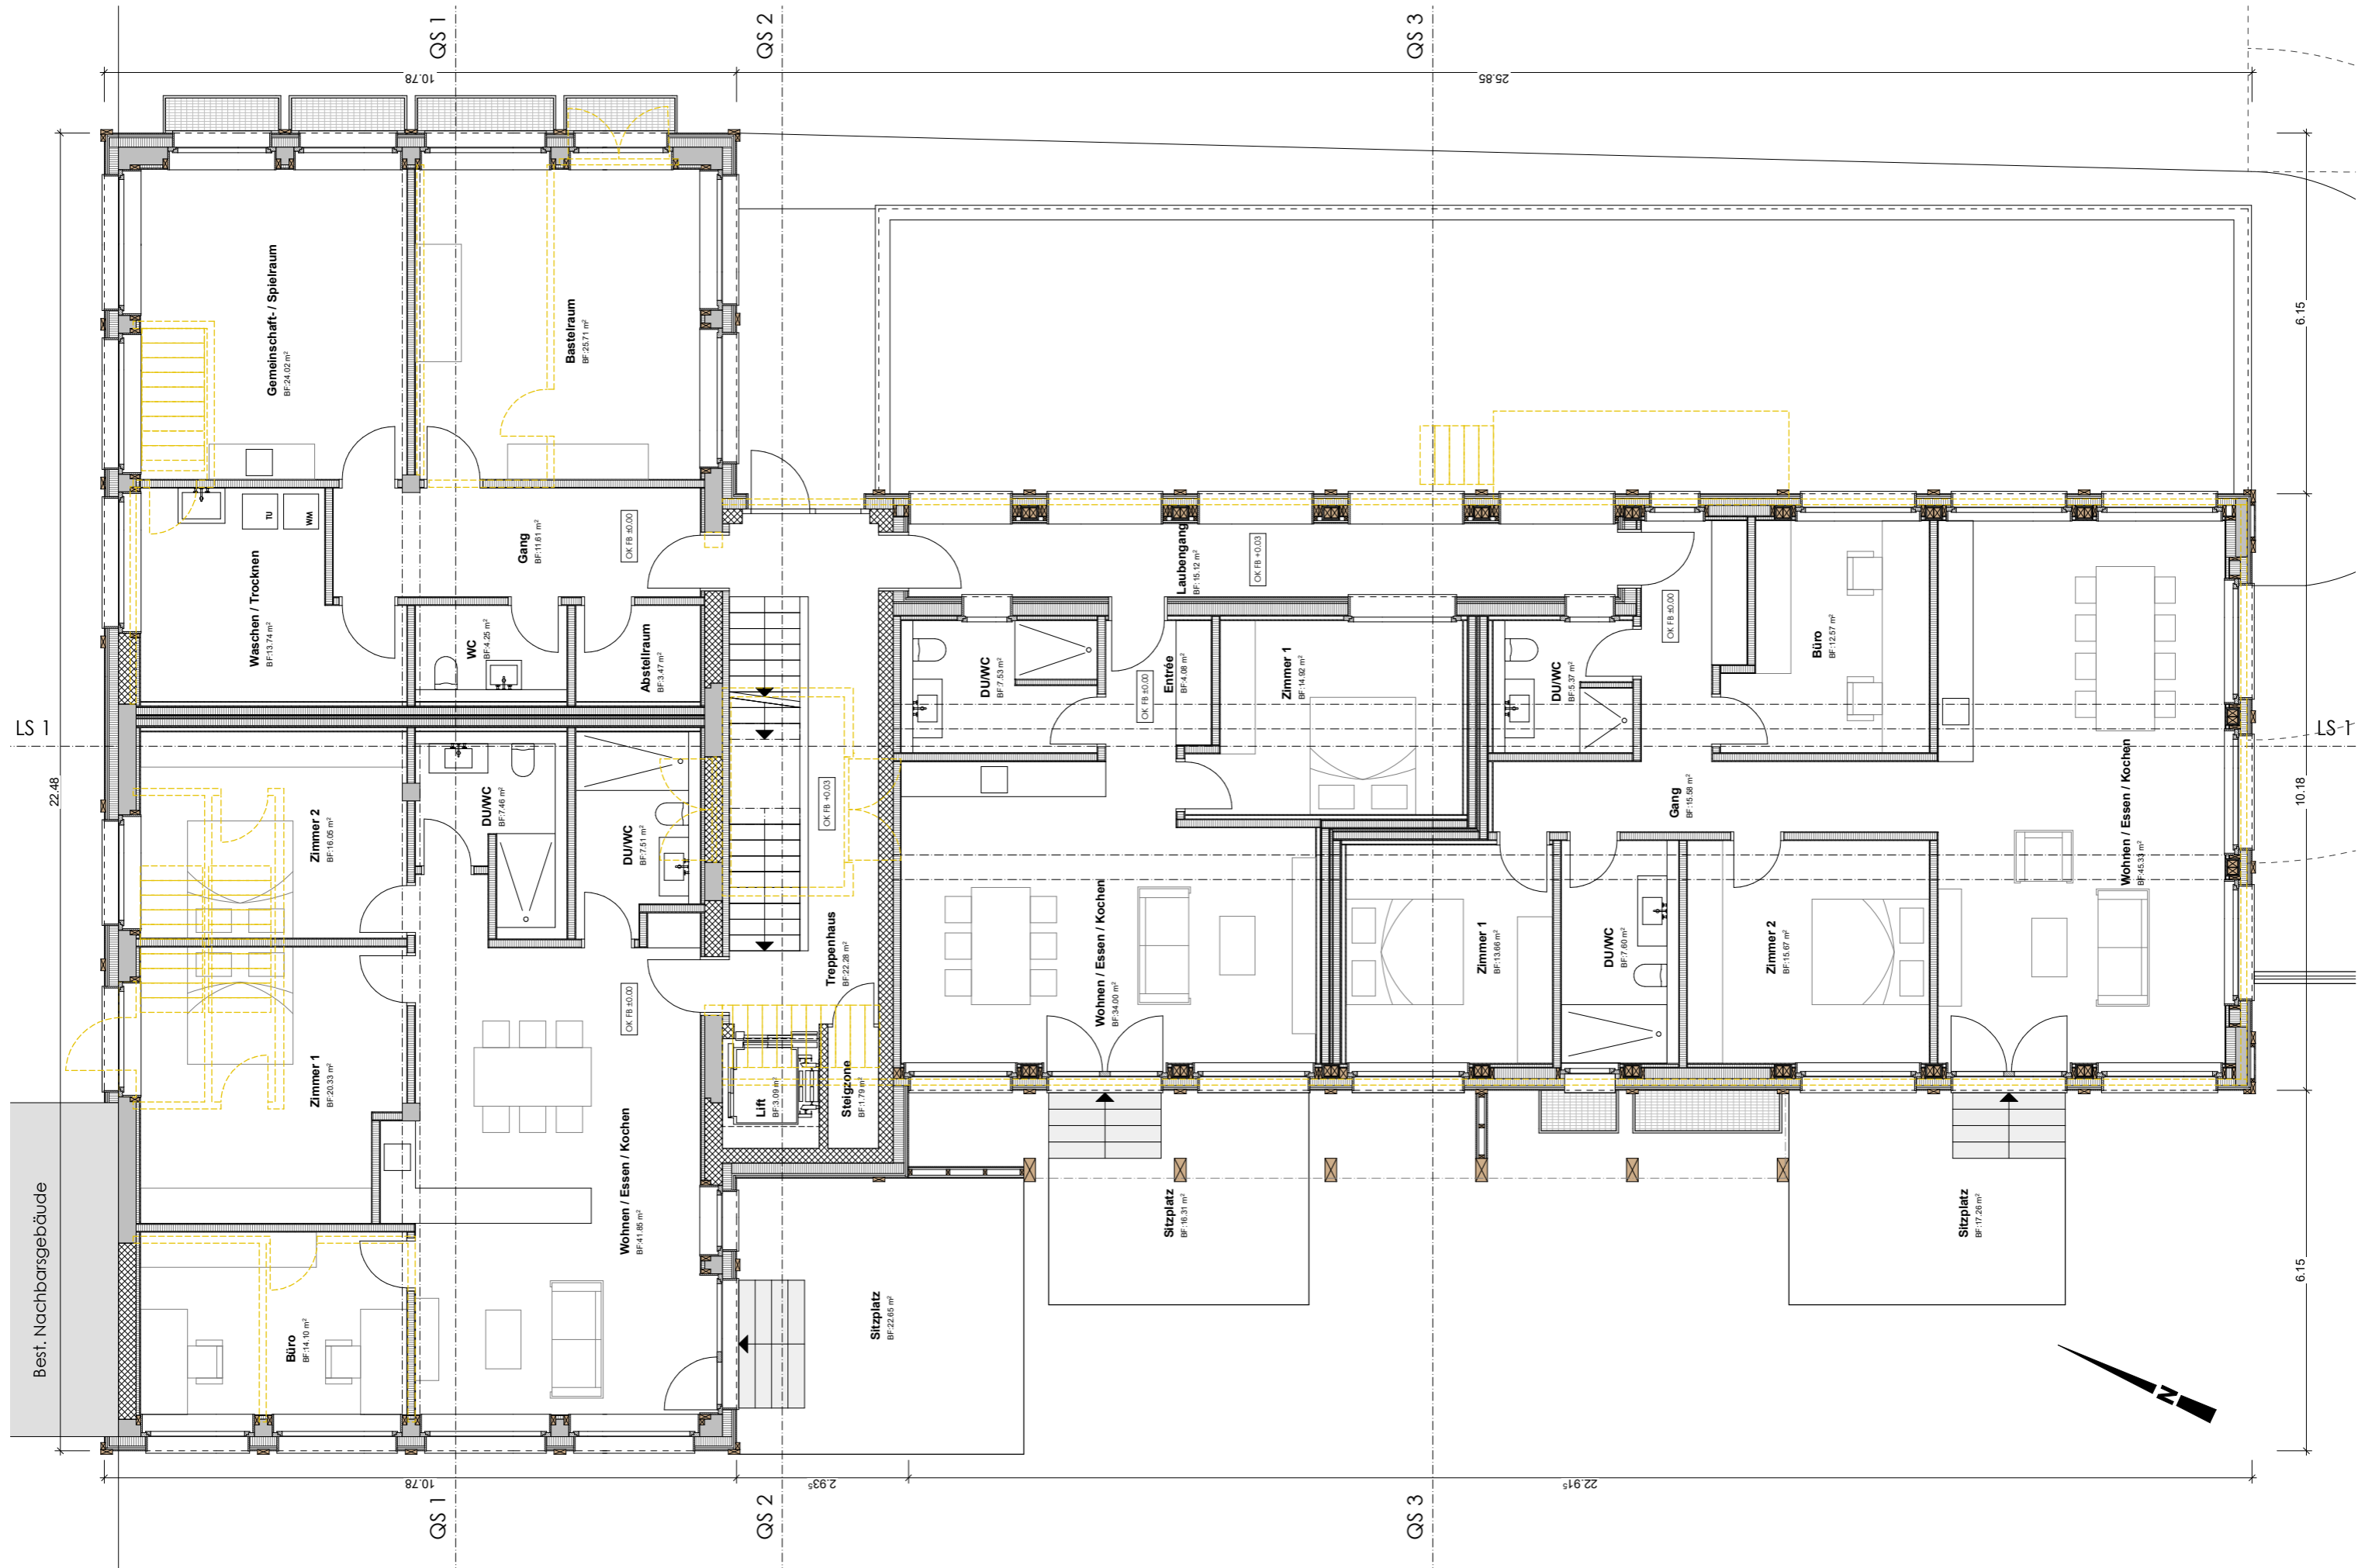 QS 1
QS 2
QS 3
10.78
25.85
Gemeinschaft- / Spielraum
BF:24.02 m²
Bastelraum
BF:25.71 m²
6.15
TU
WM
Waschen / Trocknen
BF:13.74 m²
Gang
BF:11.61 m²
OK FB ±0.00
WC
BF:4.25 m²
Abstellraum
BF:3.47 m²
Laubengang
BF:15.12 m²
OK FB +0.03
DU/WC
BF:7.53 m²
Entrée
BF:4.08 m²
OK FB ±0.00
Zimmer 1
BF:14.92 m²
DU/WC
BF:5.37 m²
OK FB ±0.00
Büro
BF:12.57 m²
LS 1
LS 1
22.48
10.18
Zimmer 2
BF:16.05 m²
DU/WC
BF:7.46 m²
DU/WC
BF:7.51 m²
OK FB +0.03
Gang
BF:15.58 m²
Wohnen / Essen / Kochen
BF:45.33 m²
Treppenhaus
BF:22.28 m²
Wohnen / Essen / Kochen
BF:34.00 m²
Zimmer 1
BF:13.66 m²
DU/WC
BF:7.60 m²
Zimmer 2
BF:15.67 m²
OK FB ±0.00
Zimmer 1
BF:20.33 m²
Lift
BF:3.09 m²
Steigzone
BF:1.79 m²
Wohnen / Essen / Kochen
BF:41.85 m²
Best. Nachbarsgebäude
Büro
BF:14.10 m²
Sitzplatz
BF:22.65 m²
Sitzplatz
BF:16.31 m²
Sitzplatz
BF:17.26 m²
6.15
N
10.78
2.93⁵
22.91⁵
QS 1
QS 2
QS 3